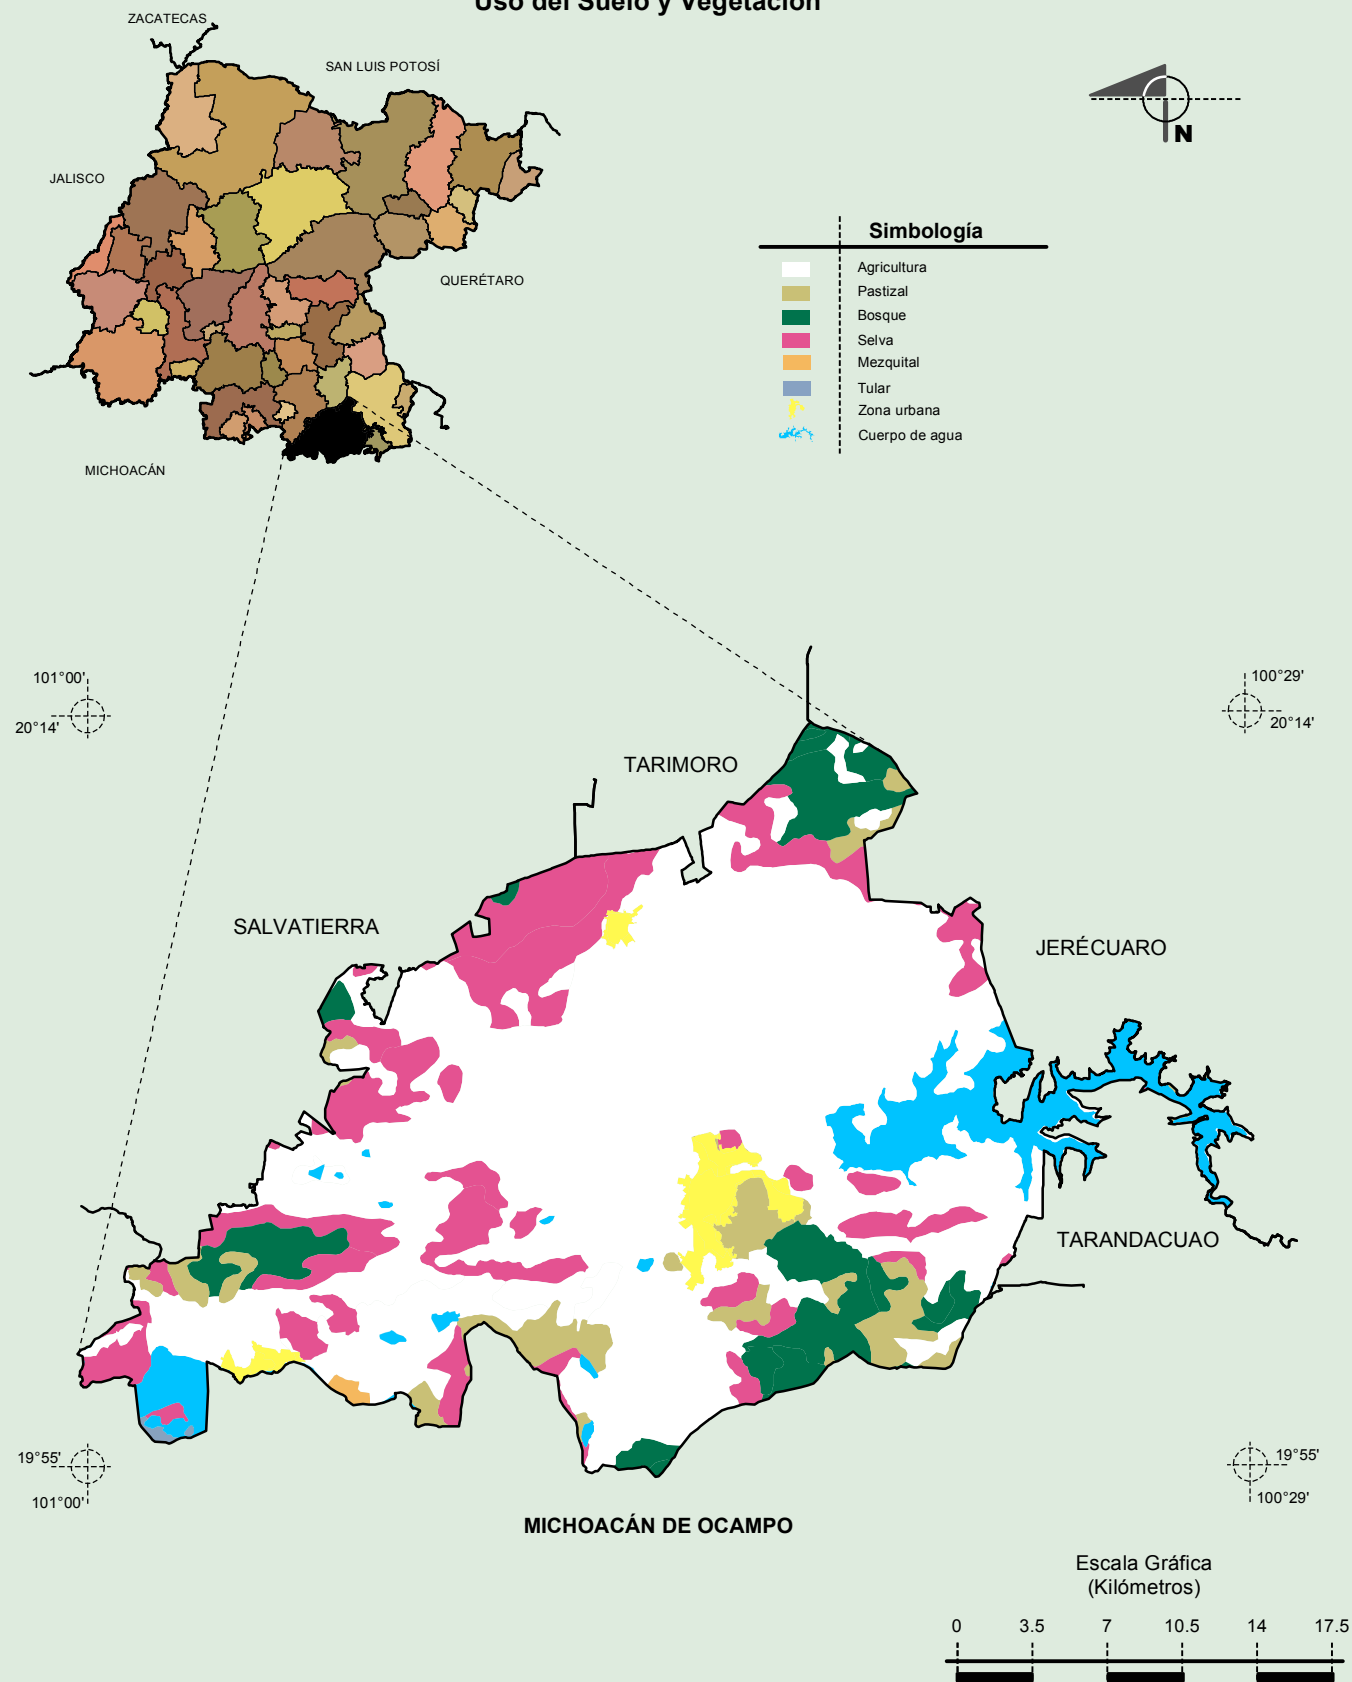 Uso del Suelo y Vegetación
ZACATECAS
SAN LUIS POTOSÍ
JALISCO
QUERÉTARO
MICHOACÁN
N
Simbología
Agricultura
Pastizal
Bosque
Selva
Mezquital
Tular
Zona urbana
Cuerpo de agua
101°00'
20°14'
100°29'
20°14'
TARIMORO
SALVATIERRA
JERÉCUARO
TARANDACUAO
19°55'
101°00'
19°55'
100°29'
MICHOACÁN DE OCAMPO
Escala Gráfica
(Kilómetros)
0 3.5 7 10.5 14 17.5